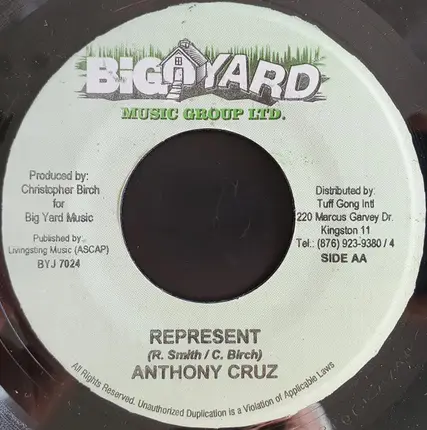 BIG YARD
MUSIC GROUP LTD.
Produced by:
Christopher Birch
for
Big Yard Music
Published by:
Livingsting Music (ASCAP)
BYJ 7024
Distributed by:
Tuff Gong Intl
220 Marcus Garvey Dr.
Kingston 11
Tel.: (876) 923-9380 / 4
SIDE AA
REPRESENT
(R. Smith / C. Birch)
ANTHONY CRUZ
All Rights Reserved. Unauthorized Duplication is a Violation of Applicable Laws